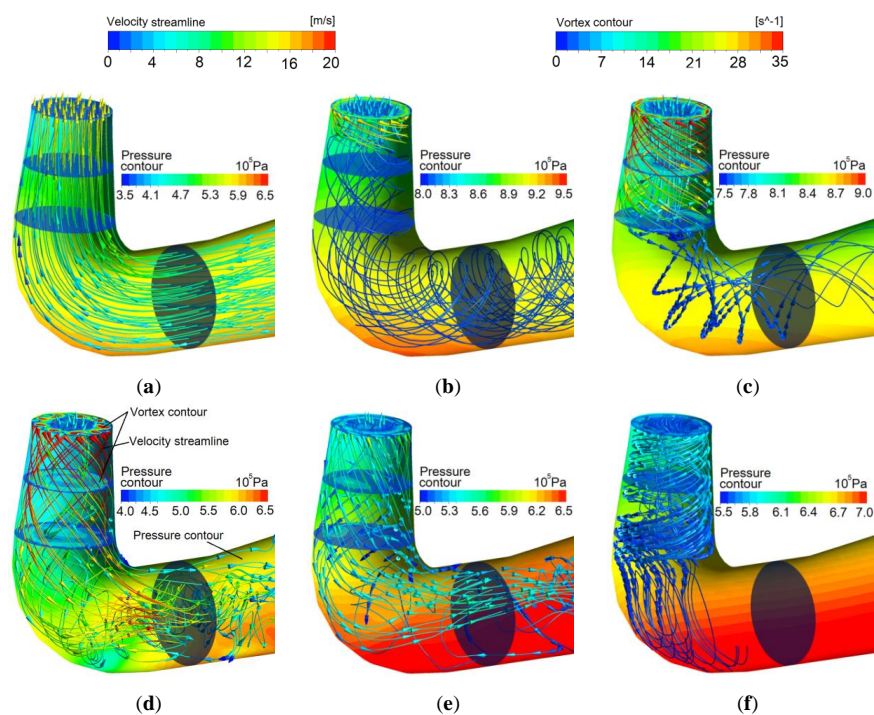 Velocity streamline [m/s]
0 4 8 12 16 20
Vortex contour [s^-1]
0 7 14 21 28 35
Pressure contour 10^5Pa
3.5 4.1 4.7 5.3 5.9 6.5
Pressure contour 10^5Pa
8.0 8.3 8.6 8.9 9.2 9.5
Pressure contour 10^5Pa
7.5 7.8 8.1 8.4 8.7 9.0
(a)
(b)
(c)
Vortex contour
Velocity streamline
Pressure contour 10^5Pa
4.0 4.5 5.0 5.5 6.0 6.5
Pressure contour
Pressure contour 10^5Pa
5.0 5.3 5.6 5.9 6.2 6.5
Pressure contour 10^5Pa
5.5 5.8 6.1 6.4 6.7 7.0
(d)
(e)
(f)